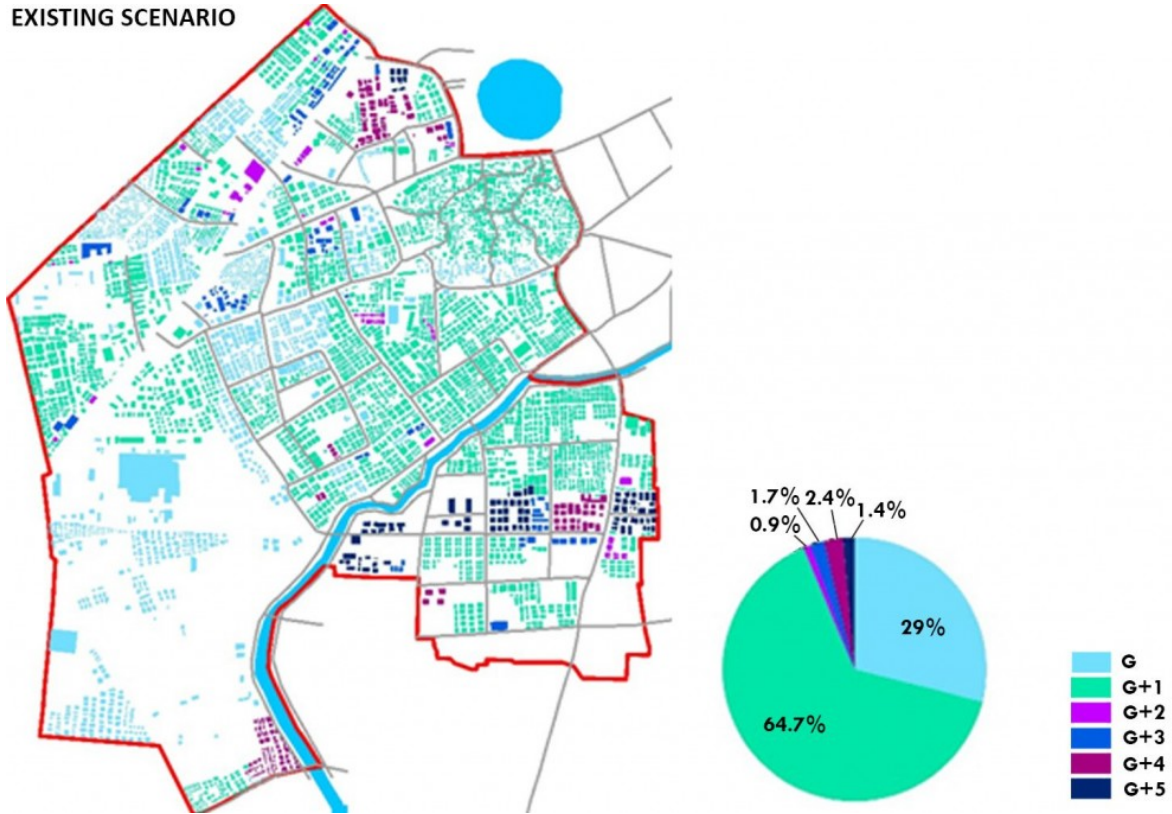 EXISTING SCENARIO
1.7% 2.4%
0.9% 1.4%
29%
64.7%
G
G+1
G+2
G+3
G+4
G+5